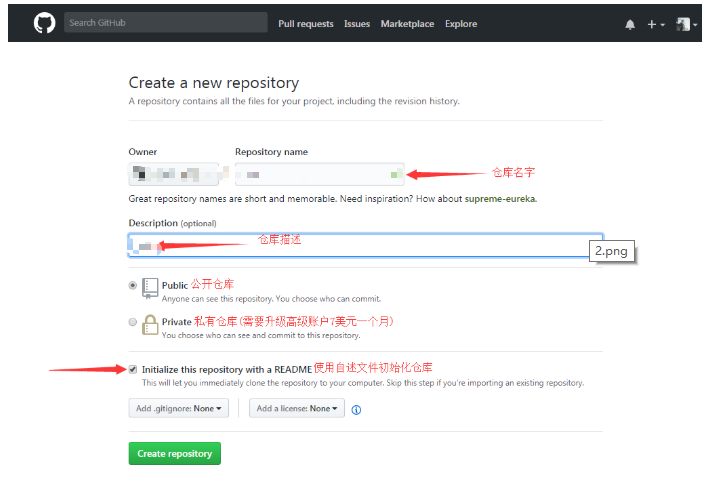 Search GitHub
Pull requests Issues Marketplace Explore
Create a new repository
A repository contains all the files for your project, including the revision history.
Owner Repository name
仓库名字
Great repository names are short and memorable. Need inspiration? How about supreme-eureka.
Description (optional)
仓库描述
2.png
Public 公开仓库
Anyone can see this repository. You choose who can commit.
Private 私有仓库(需要升级高级账户7美元一个月)
You choose who can see and commit to this repository.
Initialize this repository with a README 使用自述文件初始化仓库
This will let you immediately clone the repository to your computer. Skip this step if you're importing an existing repository.
Add .gitignore: None Add a license: None
Create repository